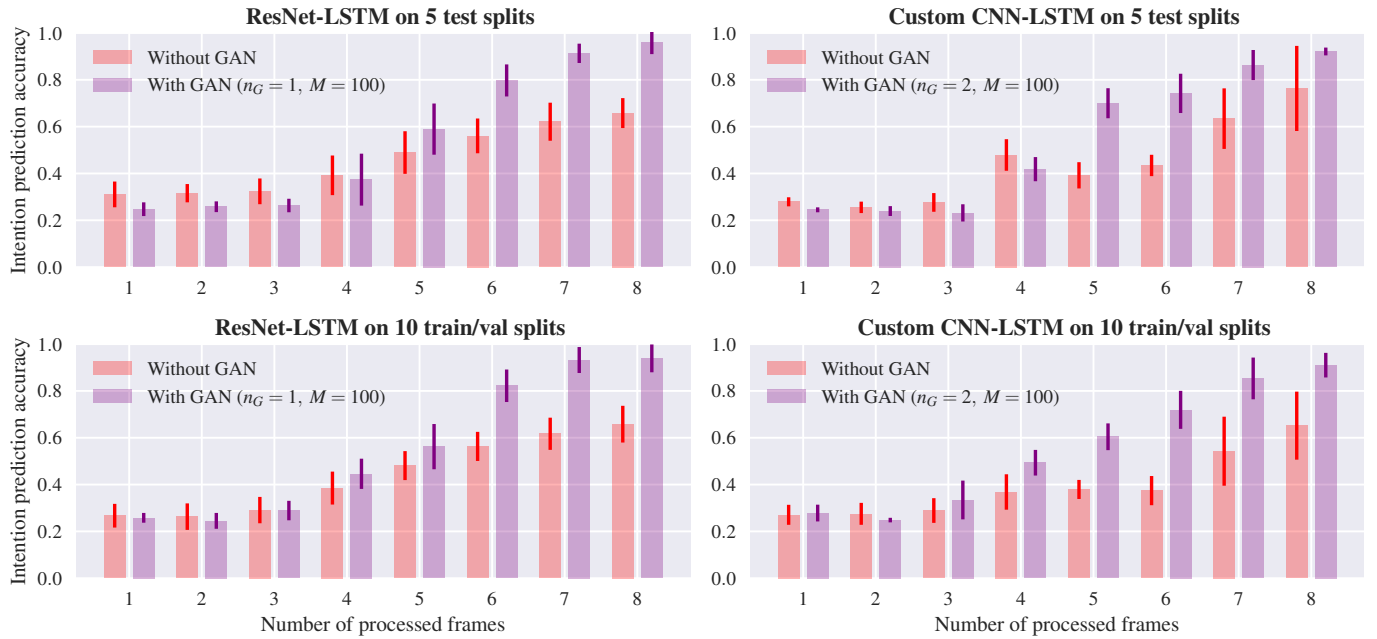 ResNet-LSTM on 5 test splits
Intention prediction accuracy
1.0
0.8
0.6
0.4
0.2
0.0
Without GAN
With GAN (n_G = 1, M = 100)
1 2 3 4 5 6 7 8
Custom CNN-LSTM on 5 test splits
1.0
0.8
0.6
0.4
0.2
0.0
Without GAN
With GAN (n_G = 2, M = 100)
1 2 3 4 5 6 7 8
ResNet-LSTM on 10 train/val splits
Intention prediction accuracy
1.0
0.8
0.6
0.4
0.2
0.0
Without GAN
With GAN (n_G = 1, M = 100)
1 2 3 4 5 6 7 8
Number of processed frames
Custom CNN-LSTM on 10 train/val splits
1.0
0.8
0.6
0.4
0.2
0.0
Without GAN
With GAN (n_G = 2, M = 100)
1 2 3 4 5 6 7 8
Number of processed frames